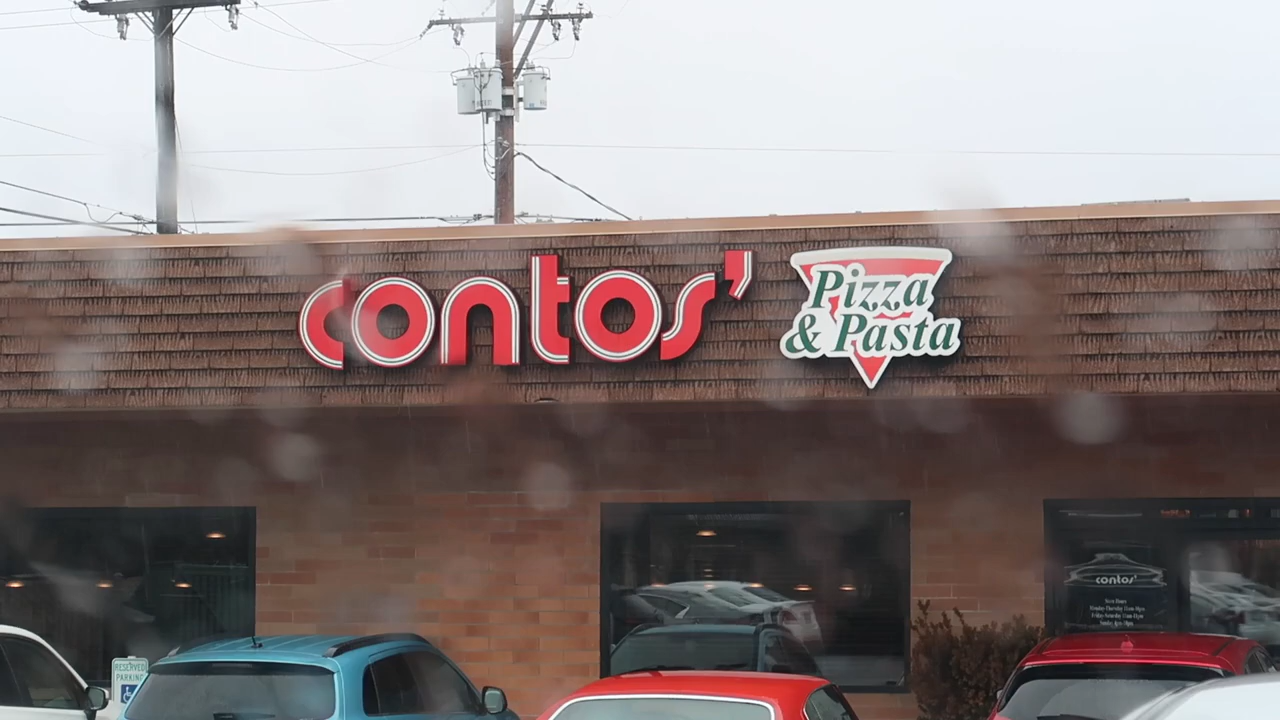 contos'
Pizza
& Pasta
contos'
RESERVED
PARKING